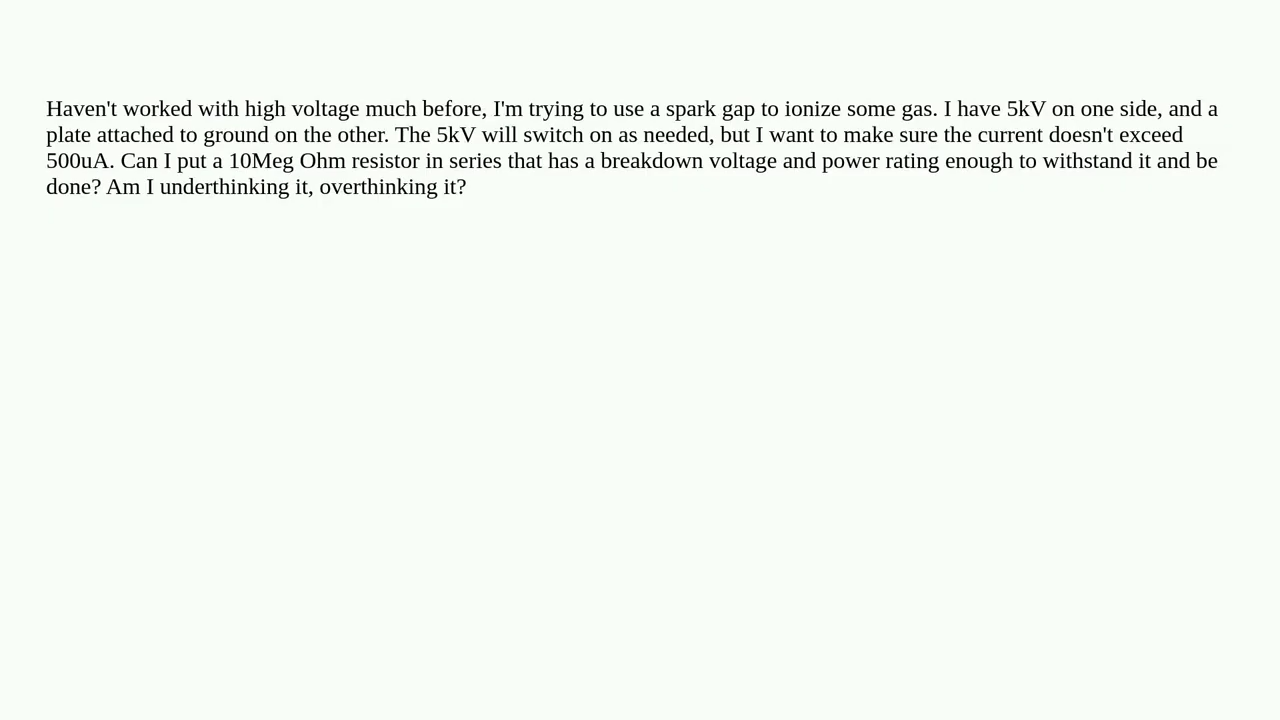 Haven't worked with high voltage much before, I'm trying to use a spark gap to ionize some gas. I have 5kV on one side, and a
plate attached to ground on the other. The 5kV will switch on as needed, but I want to make sure the current doesn't exceed
500uA. Can I put a 10Meg Ohm resistor in series that has a breakdown voltage and power rating enough to withstand it and be
done? Am I underthinking it, overthinking it?